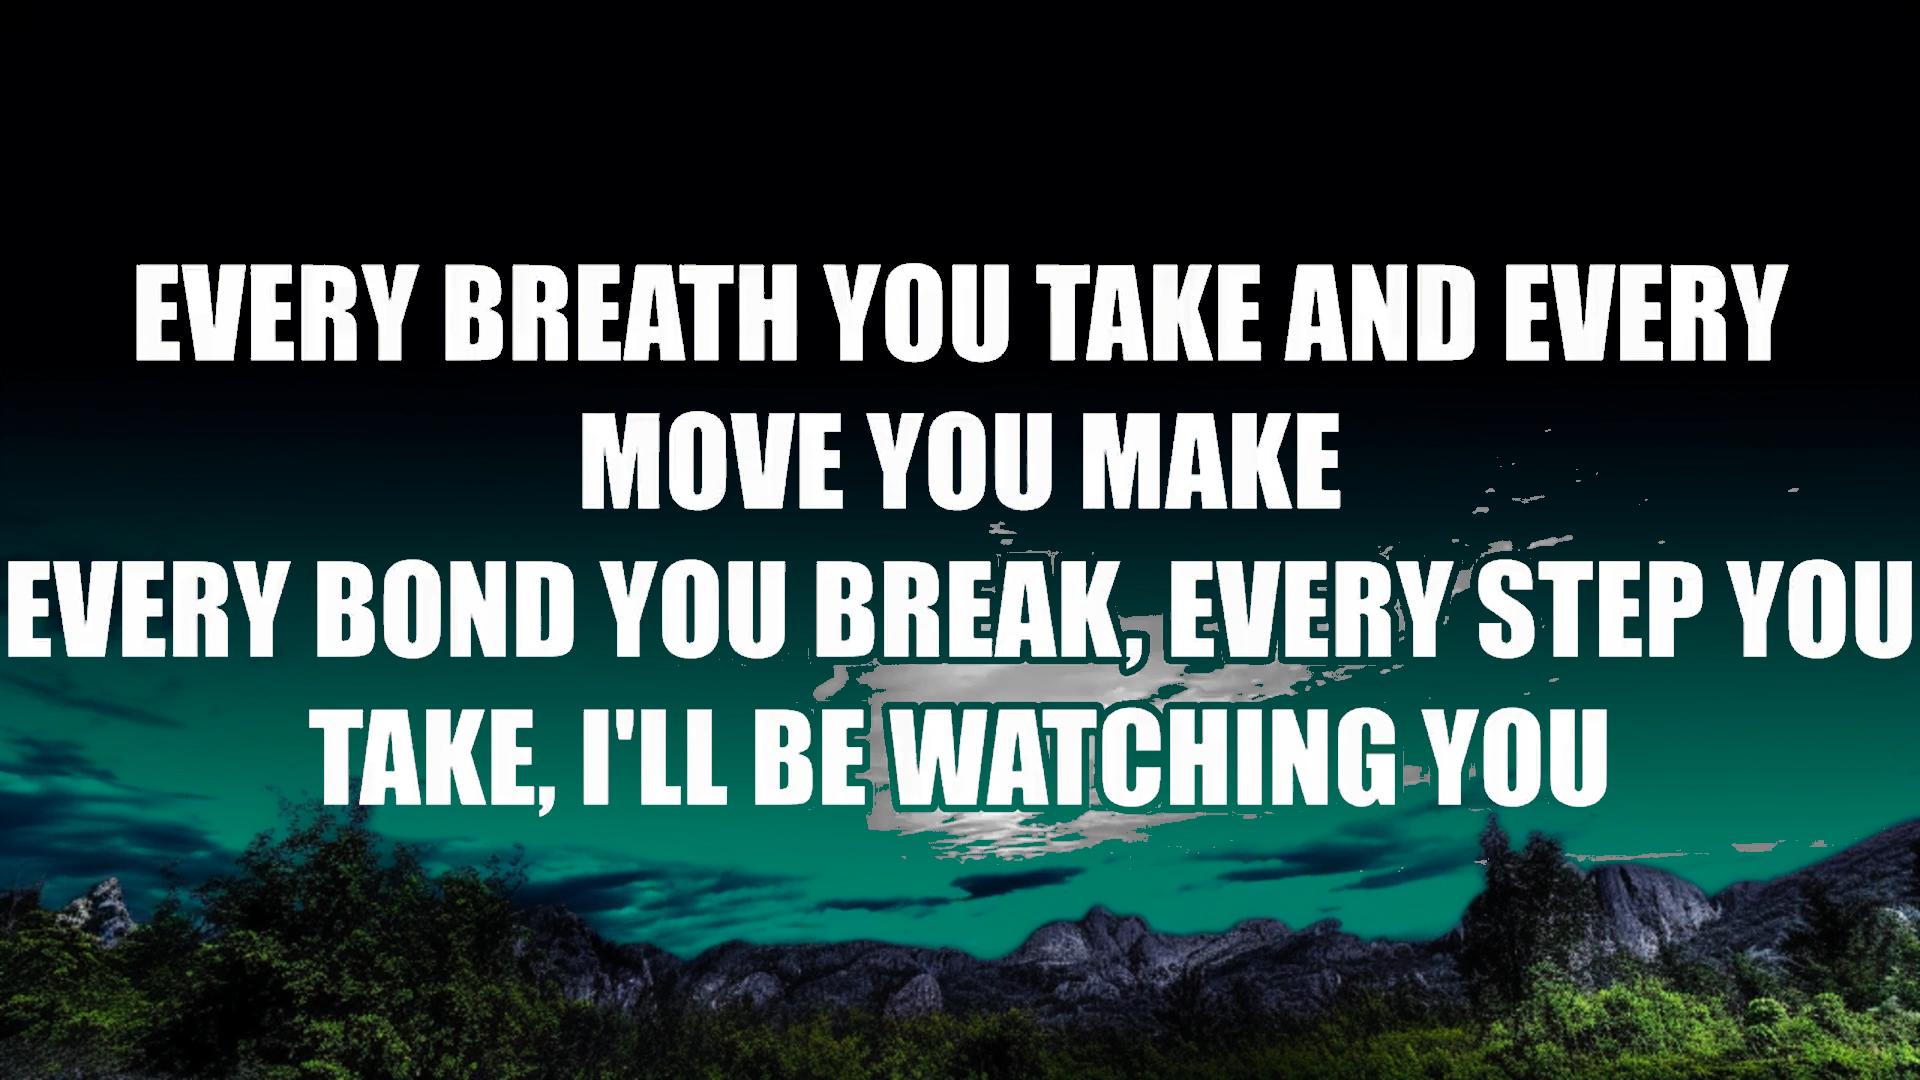 EVERY BREATH YOU TAKE AND EVERY
MOVE YOU MAKE
EVERY BOND YOU BREAK, EVERY STEP YOU
TAKE, I'LL BE WATCHING YOU